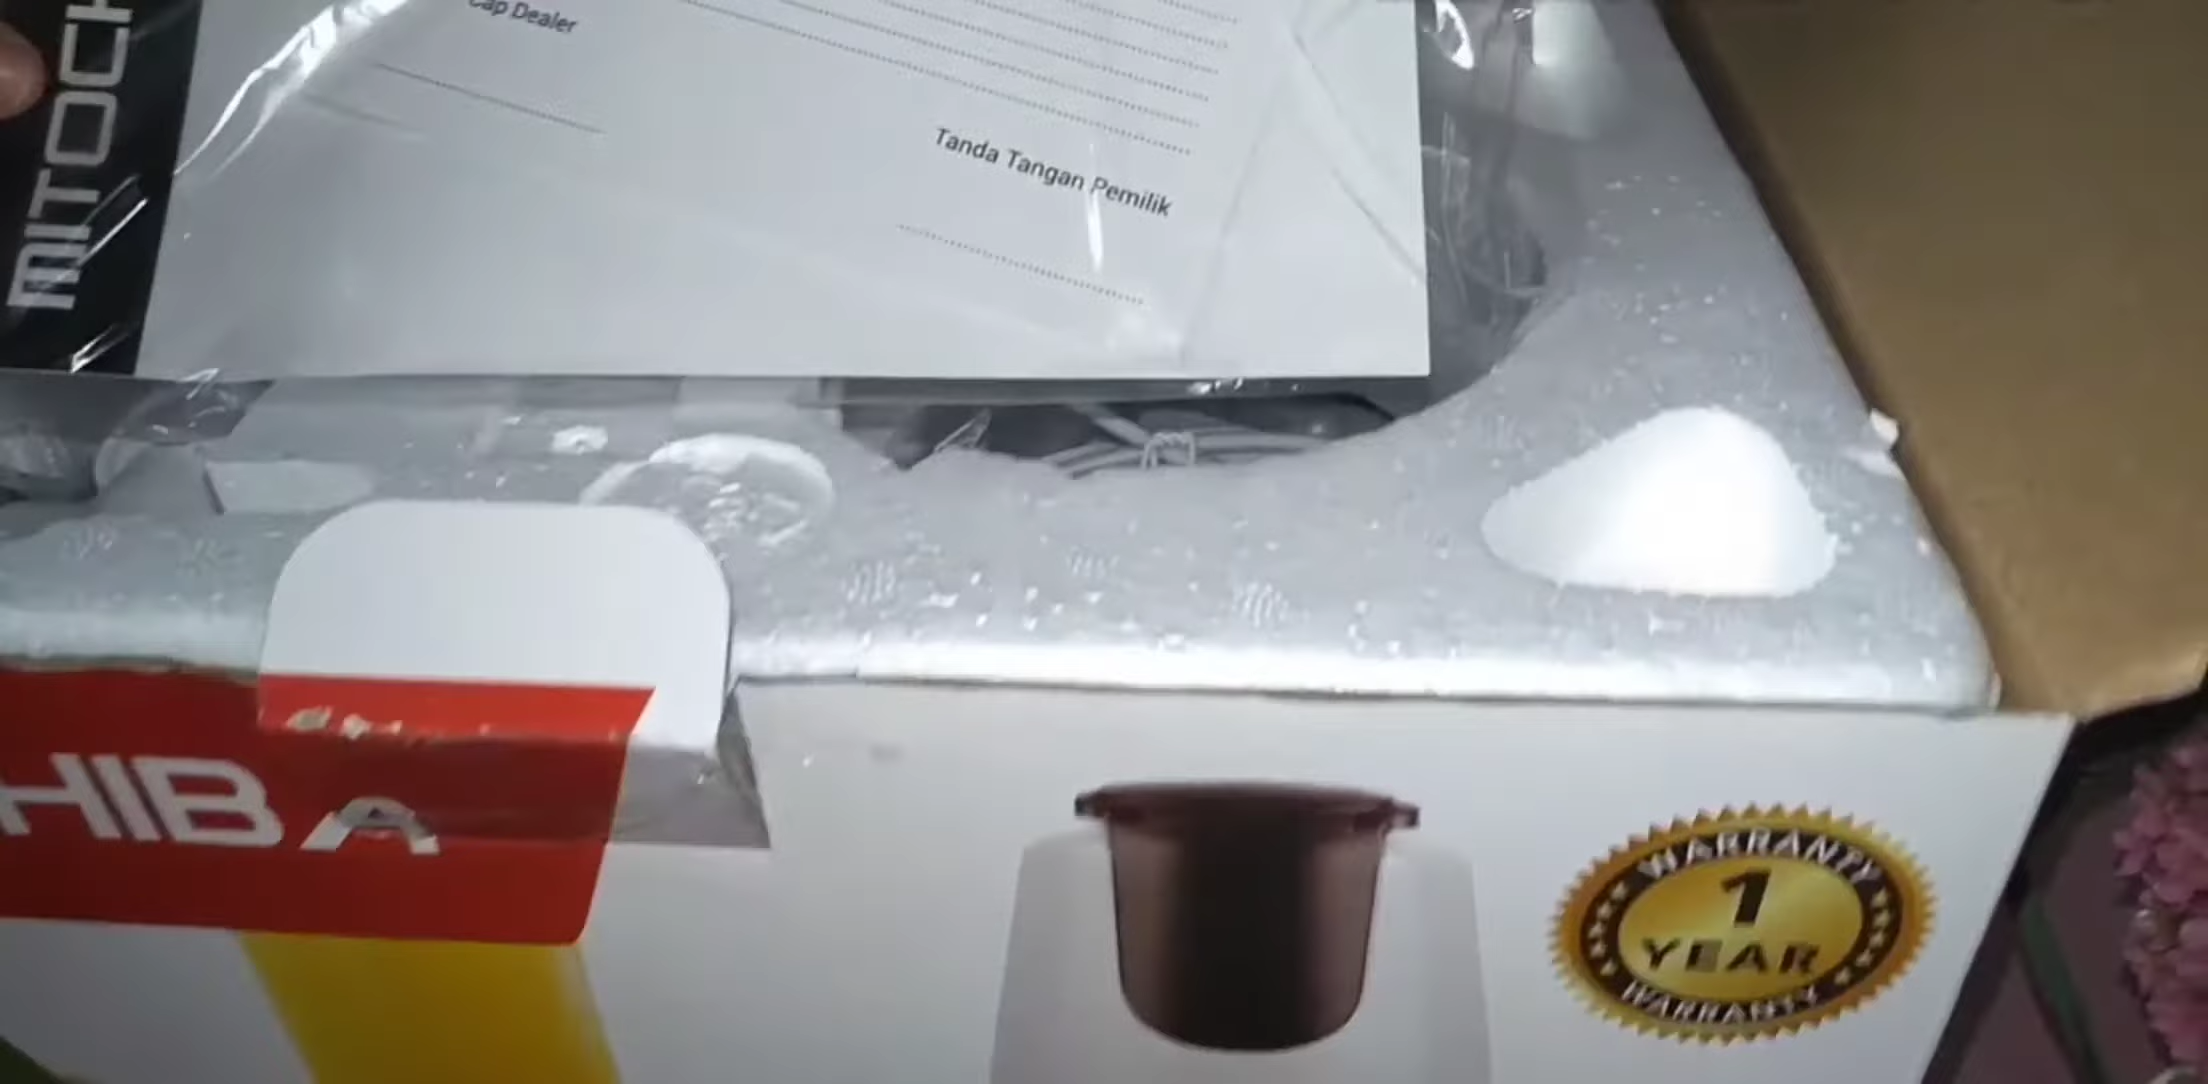 Cap Dealer
Tanda Tangan Pemilik
MITOCH
HIBA
WARRANTY
1
YEAR
WARRANTY